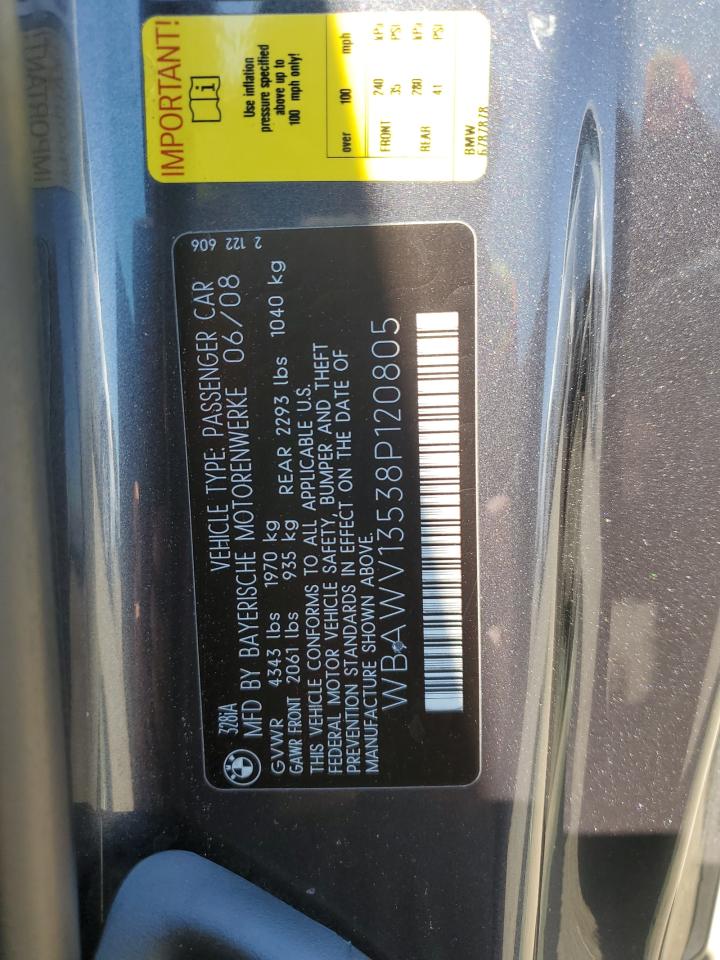 3281A
VEHICLE TYPE: PASSENGER CAR
MFD BY BAYERISCHE MOTORENWERKE 06/08
GVWR 4343 lbs 1970 kg
GAWR FRONT 2061 lbs 935 kg REAR 2293 lbs 1040 kg
THIS VEHICLE CONFORMS TO ALL APPLICABLE U.S.
FEDERAL MOTOR VEHICLE SAFETY, BUMPER AND THEFT
PREVENTION STANDARDS IN EFFECT ON THE DATE OF
MANUFACTURE SHOWN ABOVE.
WBAWV13538P120805
2 122 606
IMPORTANT!
Use inflation
pressure specified
above up to
100 mph only!
over 100 mph
FRONT 240 kPa
35 PSI
REAR 280 kPa
41 PSI
BMW
6787878
IMPORTANT